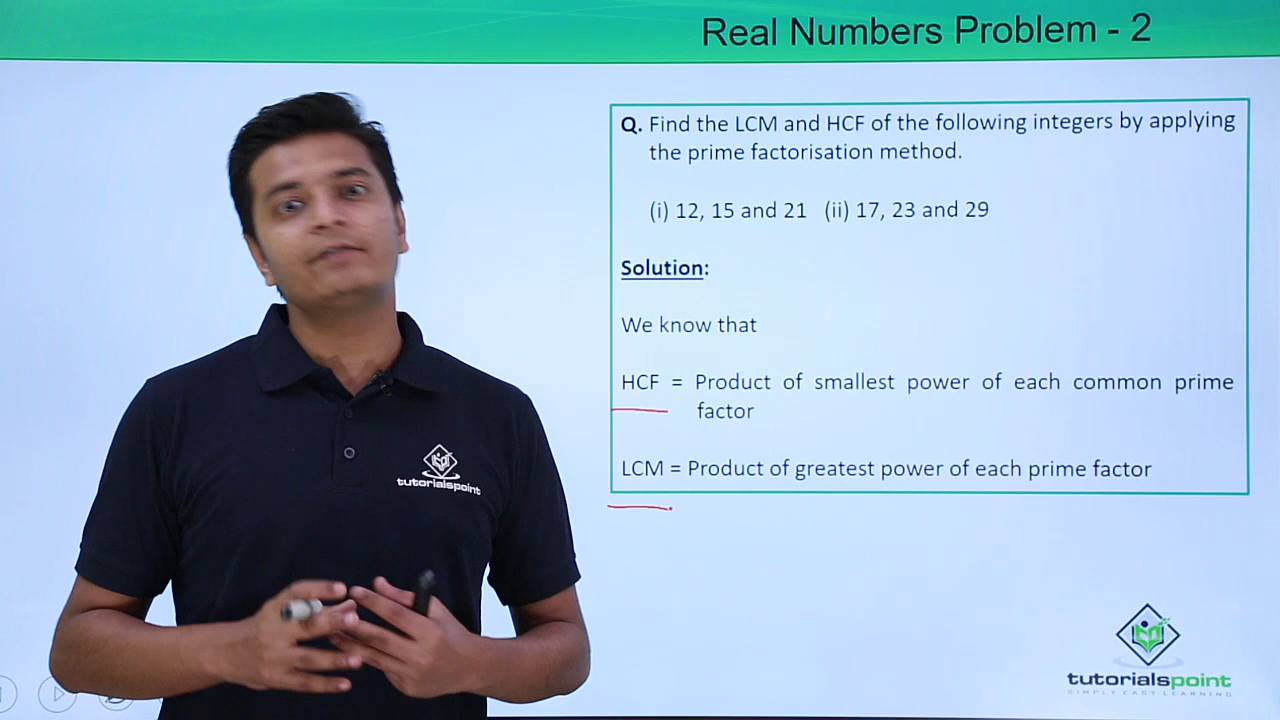 Real Numbers Problem - 2
Q. Find the LCM and HCF of the following integers by applying
the prime factorisation method.
(i) 12, 15 and 21 (ii) 17, 23 and 29
Solution:
We know that
HCF = Product of smallest power of each common prime
factor
LCM = Product of greatest power of each prime factor
tutorialspoint
tutorialspoint
SIMPLY EASY LEARNING